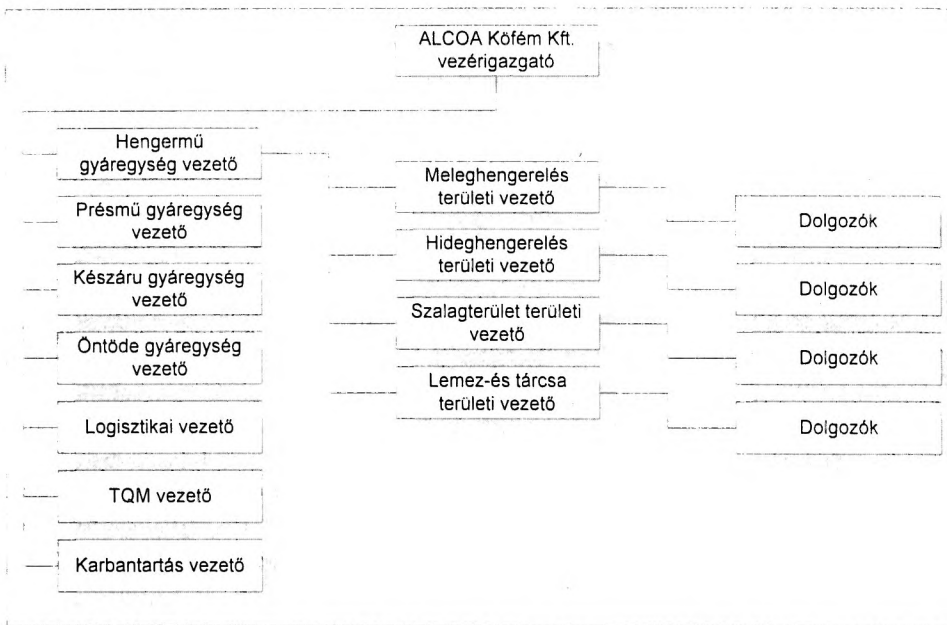 ALCOA Köfém Kft.
vezérigazgató
Hengermű
gyáregység vezető
Présmű gyáregység
vezető
Készáru gyáregység
vezető
Öntöde gyáregység
vezető
Logisztikai vezető
TQM vezető
Karbantartás vezető
Meleghengerelés
területi vezető
Hideghengerelés
területi vezető
Szalagterület területi
vezető
Lemez-és tárcsa
területi vezető
Dolgozók
Dolgozók
Dolgozók
Dolgozók